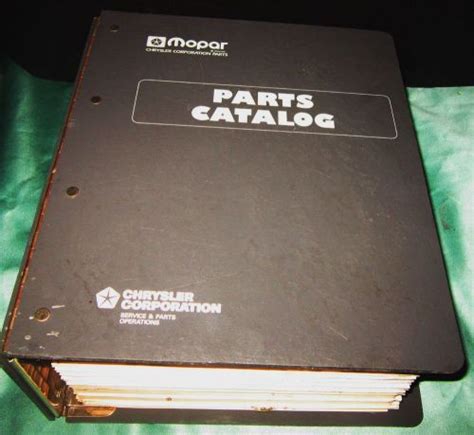 Mopar
CHRYSLER CORPORATION PARTS
PARTS
CATALOG
CHRYSLER
CORPORATION
SERVICE & PARTS
OPERATIONS